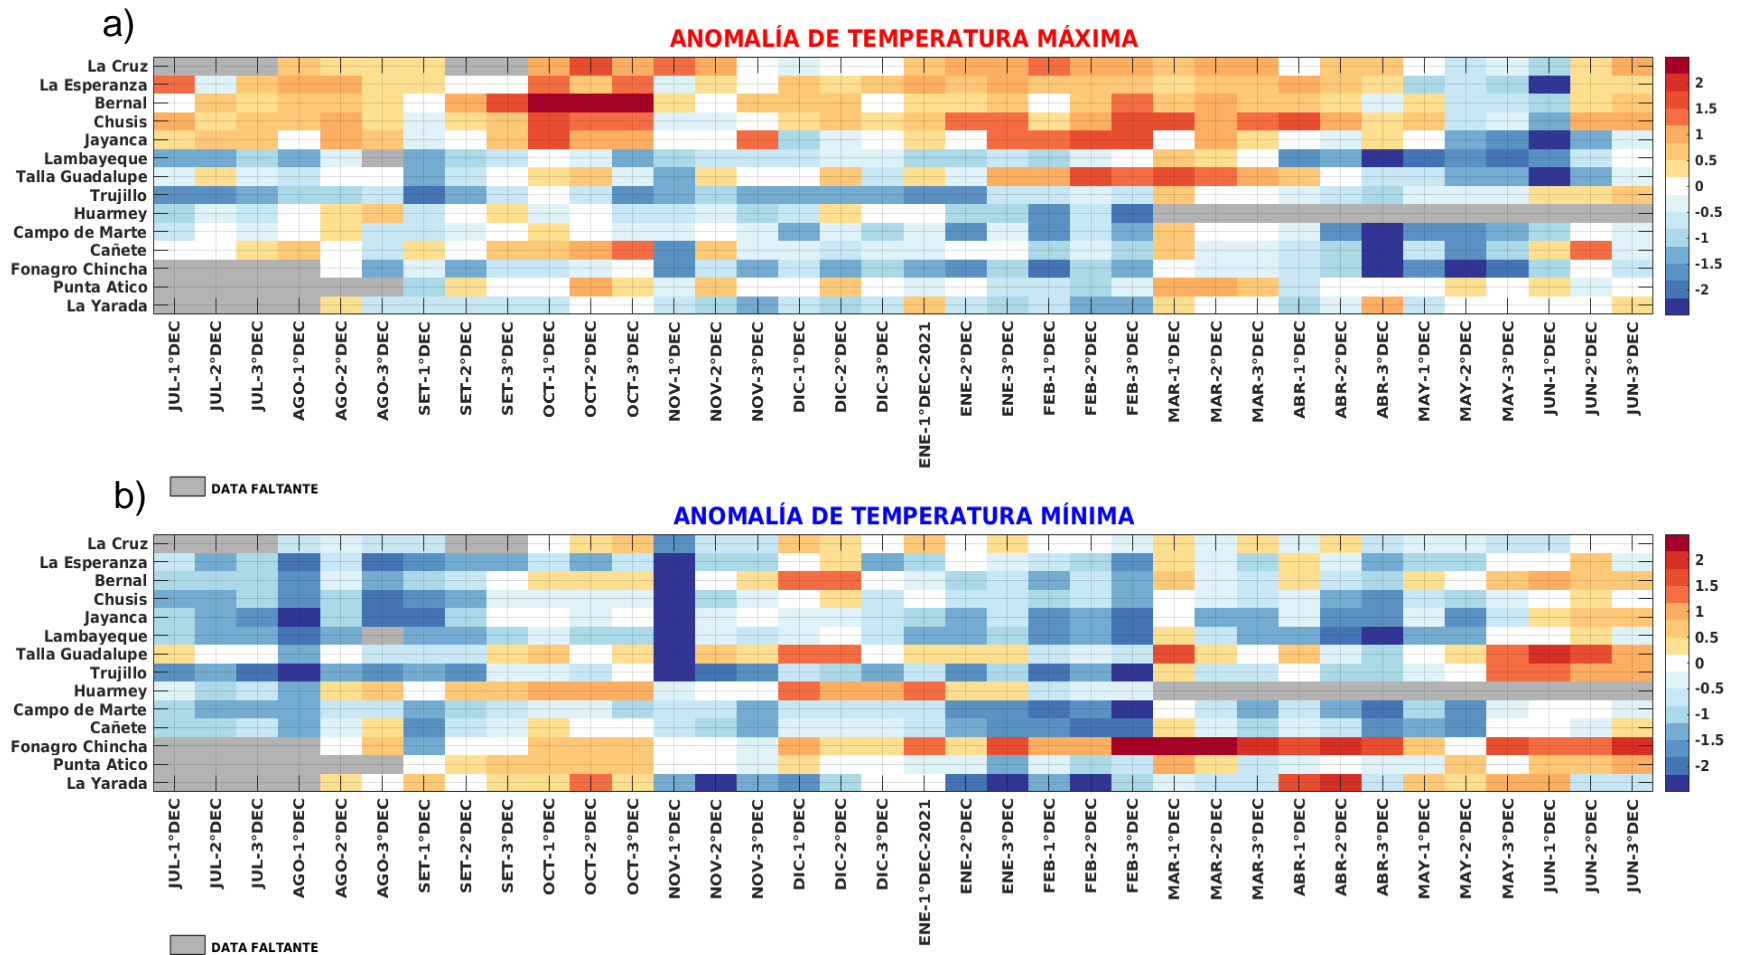 a)
ANOMALÍA DE TEMPERATURA MÁXIMA
La Cruz
La Esperanza
Bernal
Chusis
Jayanca
Lambayeque
Talla Guadalupe
Trujillo
Huarmey
Campo de Marte
Cañete
Fonagro Chincha
Punta Atico
La Yarada
2
1.5
1
0.5
0
-0.5
-1
-1.5
-2
JUL-1°DEC
JUL-2°DEC
JUL-3°DEC
AGO-1°DEC
AGO-2°DEC
AGO-3°DEC
SET-1°DEC
SET-2°DEC
SET-3°DEC
OCT-1°DEC
OCT-2°DEC
OCT-3°DEC
NOV-1°DEC
NOV-2°DEC
NOV-3°DEC
DIC-1°DEC
DIC-2°DEC
DIC-3°DEC
ENE-1°DEC-2021
ENE-2°DEC
ENE-3°DEC
FEB-1°DEC
FEB-2°DEC
FEB-3°DEC
MAR-1°DEC
MAR-2°DEC
MAR-3°DEC
ABR-1°DEC
ABR-2°DEC
ABR-3°DEC
MAY-1°DEC
MAY-2°DEC
MAY-3°DEC
JUN-1°DEC
JUN-2°DEC
JUN-3°DEC
DATA FALTANTE
b)
ANOMALÍA DE TEMPERATURA MÍNIMA
La Cruz
La Esperanza
Bernal
Chusis
Jayanca
Lambayeque
Talla Guadalupe
Trujillo
Huarmey
Campo de Marte
Cañete
Fonagro Chincha
Punta Atico
La Yarada
2
1.5
1
0.5
0
-0.5
-1
-1.5
-2
JUL-1°DEC
JUL-2°DEC
JUL-3°DEC
AGO-1°DEC
AGO-2°DEC
AGO-3°DEC
SET-1°DEC
SET-2°DEC
SET-3°DEC
OCT-1°DEC
OCT-2°DEC
OCT-3°DEC
NOV-1°DEC
NOV-2°DEC
NOV-3°DEC
DIC-1°DEC
DIC-2°DEC
DIC-3°DEC
ENE-1°DEC-2021
ENE-2°DEC
ENE-3°DEC
FEB-1°DEC
FEB-2°DEC
FEB-3°DEC
MAR-1°DEC
MAR-2°DEC
MAR-3°DEC
ABR-1°DEC
ABR-2°DEC
ABR-3°DEC
MAY-1°DEC
MAY-2°DEC
MAY-3°DEC
JUN-1°DEC
JUN-2°DEC
JUN-3°DEC
DATA FALTANTE